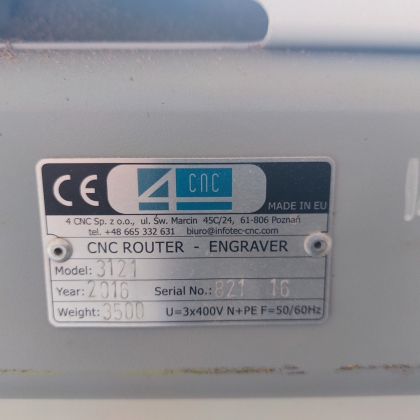 CE
4 CNC
MADE IN EU
4 CNC Sp. z o.o., ul. Św. Marcin 45C/24, 61-806 Poznań
tel. +48 665 332 631 biuro@infotec-cnc.com
CNC ROUTER - ENGRAVER
Model: 3121
Year: 2016 Serial No.: 821 16
Weight: 3500 U=3x400V N+PE F=50/60Hz